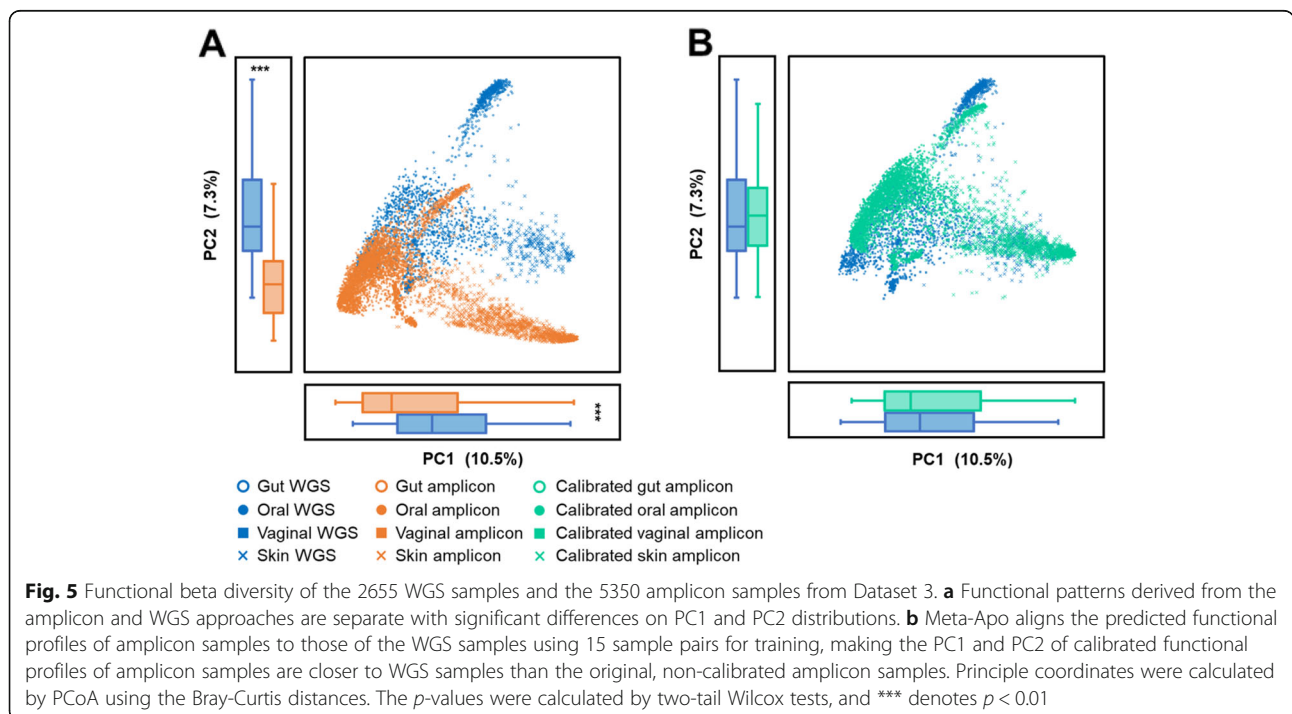 A
B
***
PC2 (7.3%)
PC2 (7.3%)
***
PC1 (10.5%)
PC1 (10.5%)
Gut WGS Gut amplicon Calibrated gut amplicon
Oral WGS Oral amplicon Calibrated oral amplicon
Vaginal WGS Vaginal amplicon Calibrated vaginal amplicon
Skin WGS Skin amplicon Calibrated skin amplicon
Fig. 5 Functional beta diversity of the 2655 WGS samples and the 5350 amplicon samples from Dataset 3. a Functional patterns derived from the
amplicon and WGS approaches are separate with significant differences on PC1 and PC2 distributions. b Meta-Apo aligns the predicted functional
profiles of amplicon samples to those of the WGS samples using 15 sample pairs for training, making the PC1 and PC2 of calibrated functional
profiles of amplicon samples are closer to WGS samples than the original, non-calibrated amplicon samples. Principle coordinates were calculated
by PCoA using the Bray-Curtis distances. The p-values were calculated by two-tail Wilcox tests, and *** denotes p < 0.01